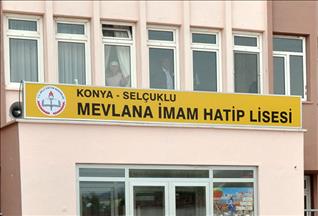 KONYA - SELÇUKLU
MEVLANA İMAM HATİP LİSESİ